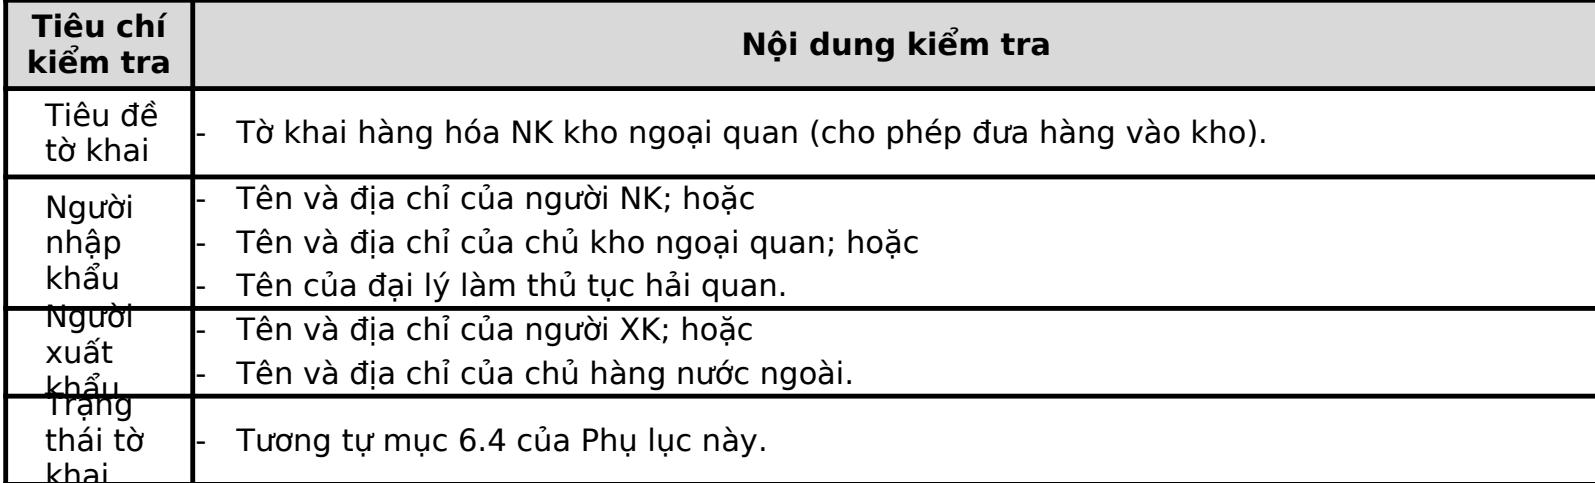 Tiêu chí
kiểm tra
Nội dung kiểm tra
Tiêu đề
tờ khai
- Tờ khai hàng hóa NK kho ngoại quan (cho phép đưa hàng vào kho).
Người
nhập
khẩu
- Tên và địa chỉ của người NK; hoặc
- Tên và địa chỉ của chủ kho ngoại quan; hoặc
- Tên của đại lý làm thủ tục hải quan.
Người
xuất
khẩu
- Tên và địa chỉ của người XK; hoặc
- Tên và địa chỉ của chủ hàng nước ngoài.
Trạng
thái tờ
khai
- Tương tự mục 6.4 của Phụ lục này.